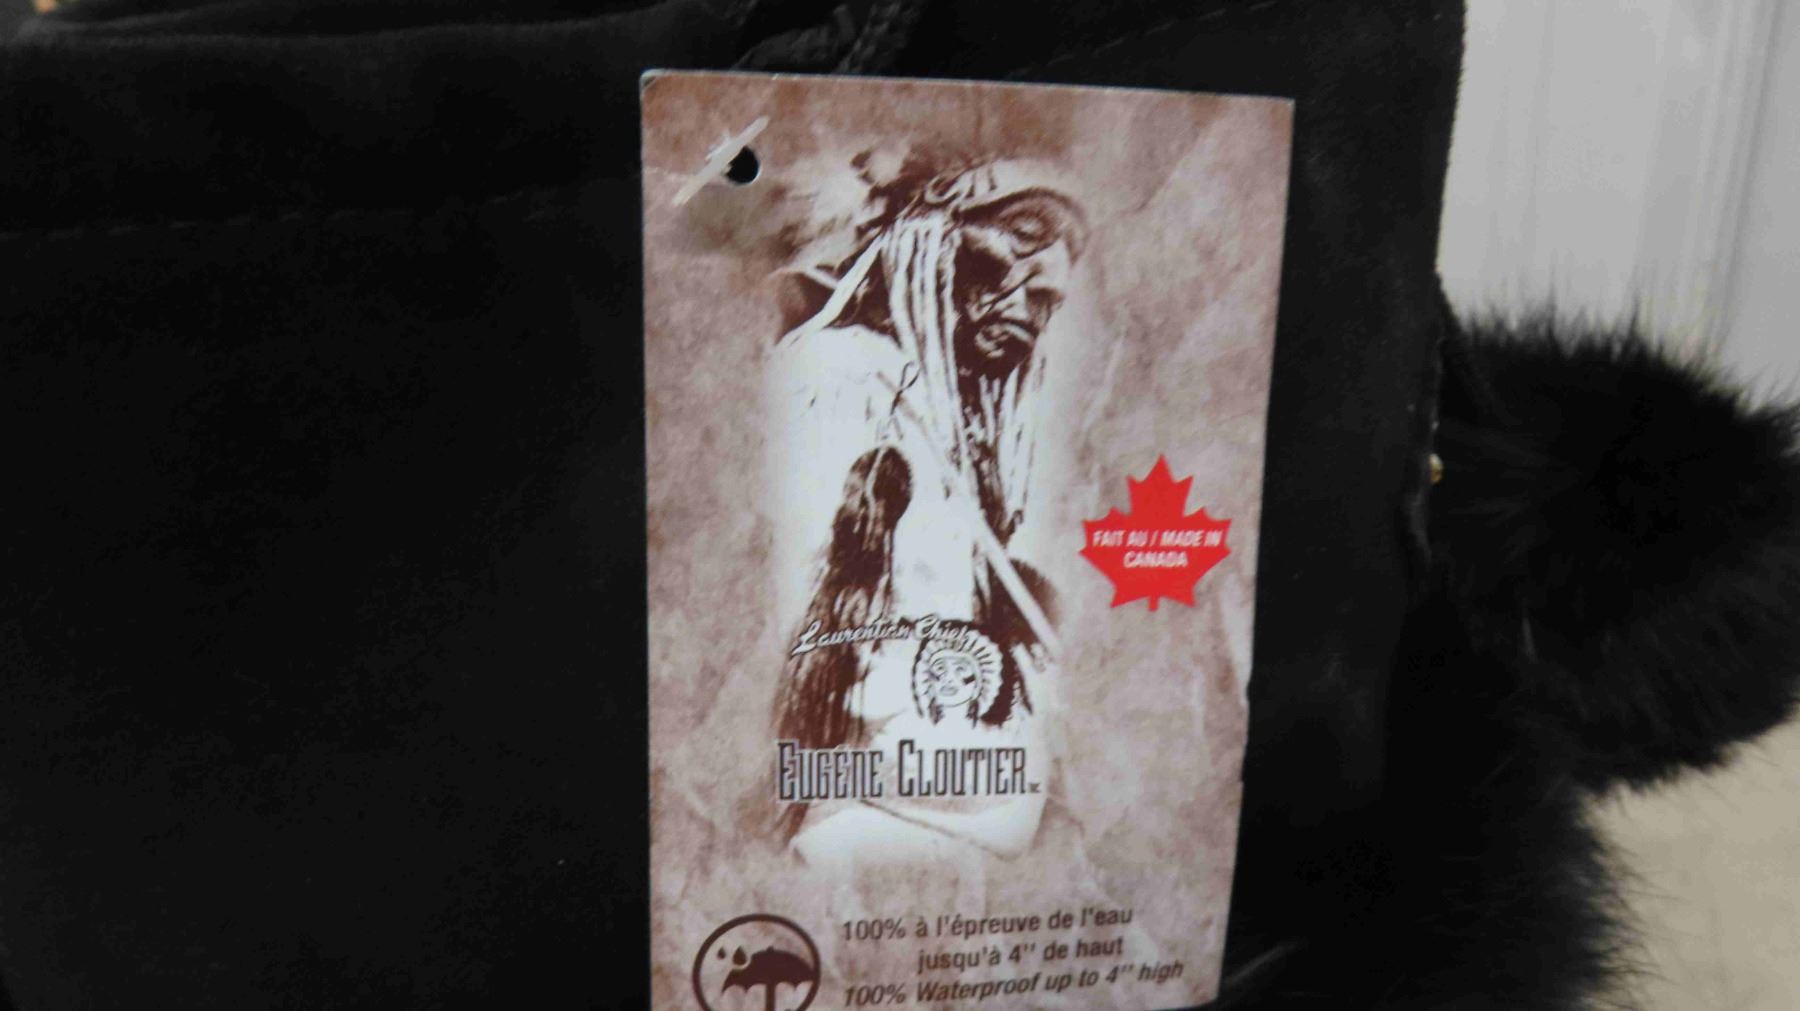 FAIT AU / MADE IN
CANADA
Laurentian Chief
EUGÈNE CLOUTIER INC.
100% à l'épreuve de l'eau
jusqu'à 4'' de haut
100% Waterproof up to 4'' high